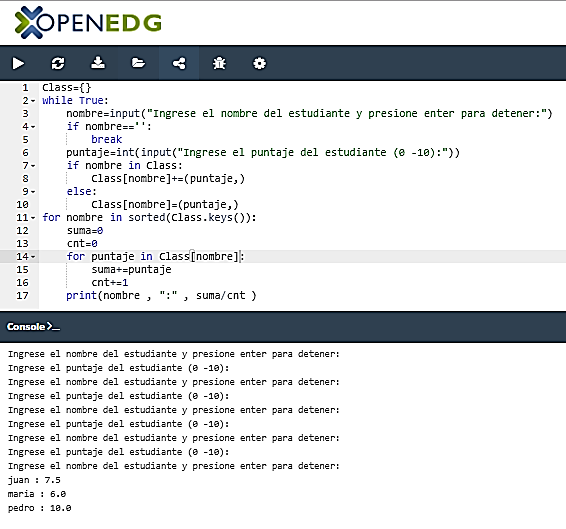 OPENEDG
1 Class={}
2 while True:
3 nombre=input("Ingrese el nombre del estudiante y presione enter para detener:")
4 if nombre=='':
5 break
6 puntaje=int(input("Ingrese el puntaje del estudiante (0 -10):"))
7 if nombre in Class:
8 Class[nombre]+=(puntaje,)
9 else:
10 Class[nombre]=(puntaje,)
11 for nombre in sorted(Class.keys()):
12 suma=0
13 cnt=0
14 for puntaje in Class[nombre]:
15 suma+=puntaje
16 cnt+=1
17 print(nombre , ":" , suma/cnt )
Console>_
Ingrese el nombre del estudiante y presione enter para detener:
Ingrese el puntaje del estudiante (0 -10):
Ingrese el nombre del estudiante y presione enter para detener:
Ingrese el puntaje del estudiante (0 -10):
Ingrese el nombre del estudiante y presione enter para detener:
Ingrese el puntaje del estudiante (0 -10):
Ingrese el nombre del estudiante y presione enter para detener:
Ingrese el puntaje del estudiante (0 -10):
Ingrese el nombre del estudiante y presione enter para detener:
juan : 7.5
maria : 6.0
pedro : 10.0